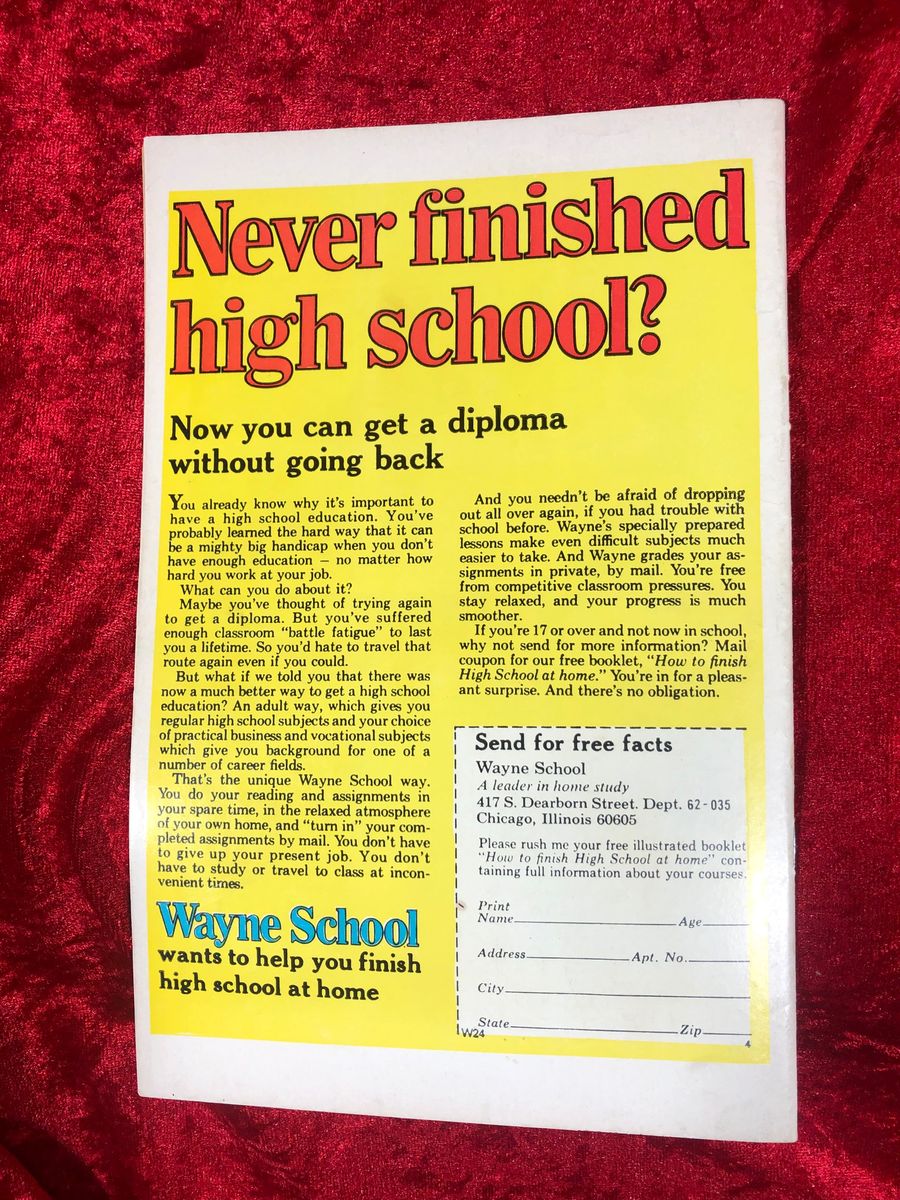 Never finished
high school?
Now you can get a diploma
without going back
You already know why it's important to
have a high school education. You've
probably learned the hard way that it can
be a mighty big handicap when you don't
have enough education — no matter how
hard you work at your job.
What can you do about it?
Maybe you've thought of trying again
to get a diploma. But you've suffered
enough classroom "battle fatigue" to last
you a lifetime. So you'd hate to travel that
route again even if you could.
But what if we told you that there was
now a much better way to get a high school
education? An adult way, which gives you
regular high school subjects and your choice
of practical business and vocational subjects
which give you background for one of a
number of career fields.
That's the unique Wayne School way.
You do your reading and assignments in
your spare time, in the relaxed atmosphere
of your own home, and "turn in" your com-
pleted assignments by mail. You don't have
to give up your present job. You don't
have to study or travel to class at incon-
venient times.
Wayne School
wants to help you finish
high school at home
And you needn't be afraid of dropping
out all over again, if you had trouble with
school before. Wayne's specially prepared
lessons make even difficult subjects much
easier to take. And Wayne grades your as-
signments in private, by mail. You're free
from competitive classroom pressures. You
stay relaxed, and your progress is much
smoother.
If you're 17 or over and not now in school,
why not send for more information? Mail
coupon for our free booklet, "How to finish
High School at home." You're in for a pleas-
ant surprise. And there's no obligation.
Send for free facts
Wayne School
A leader in home study
417 S. Dearborn Street. Dept. 62-035
Chicago, Illinois 60605
Please rush me your free illustrated booklet
"How to finish High School at home" con-
taining full information about your courses.
Print
Name Age
Address Apt. No.
City
State Zip
W24
4